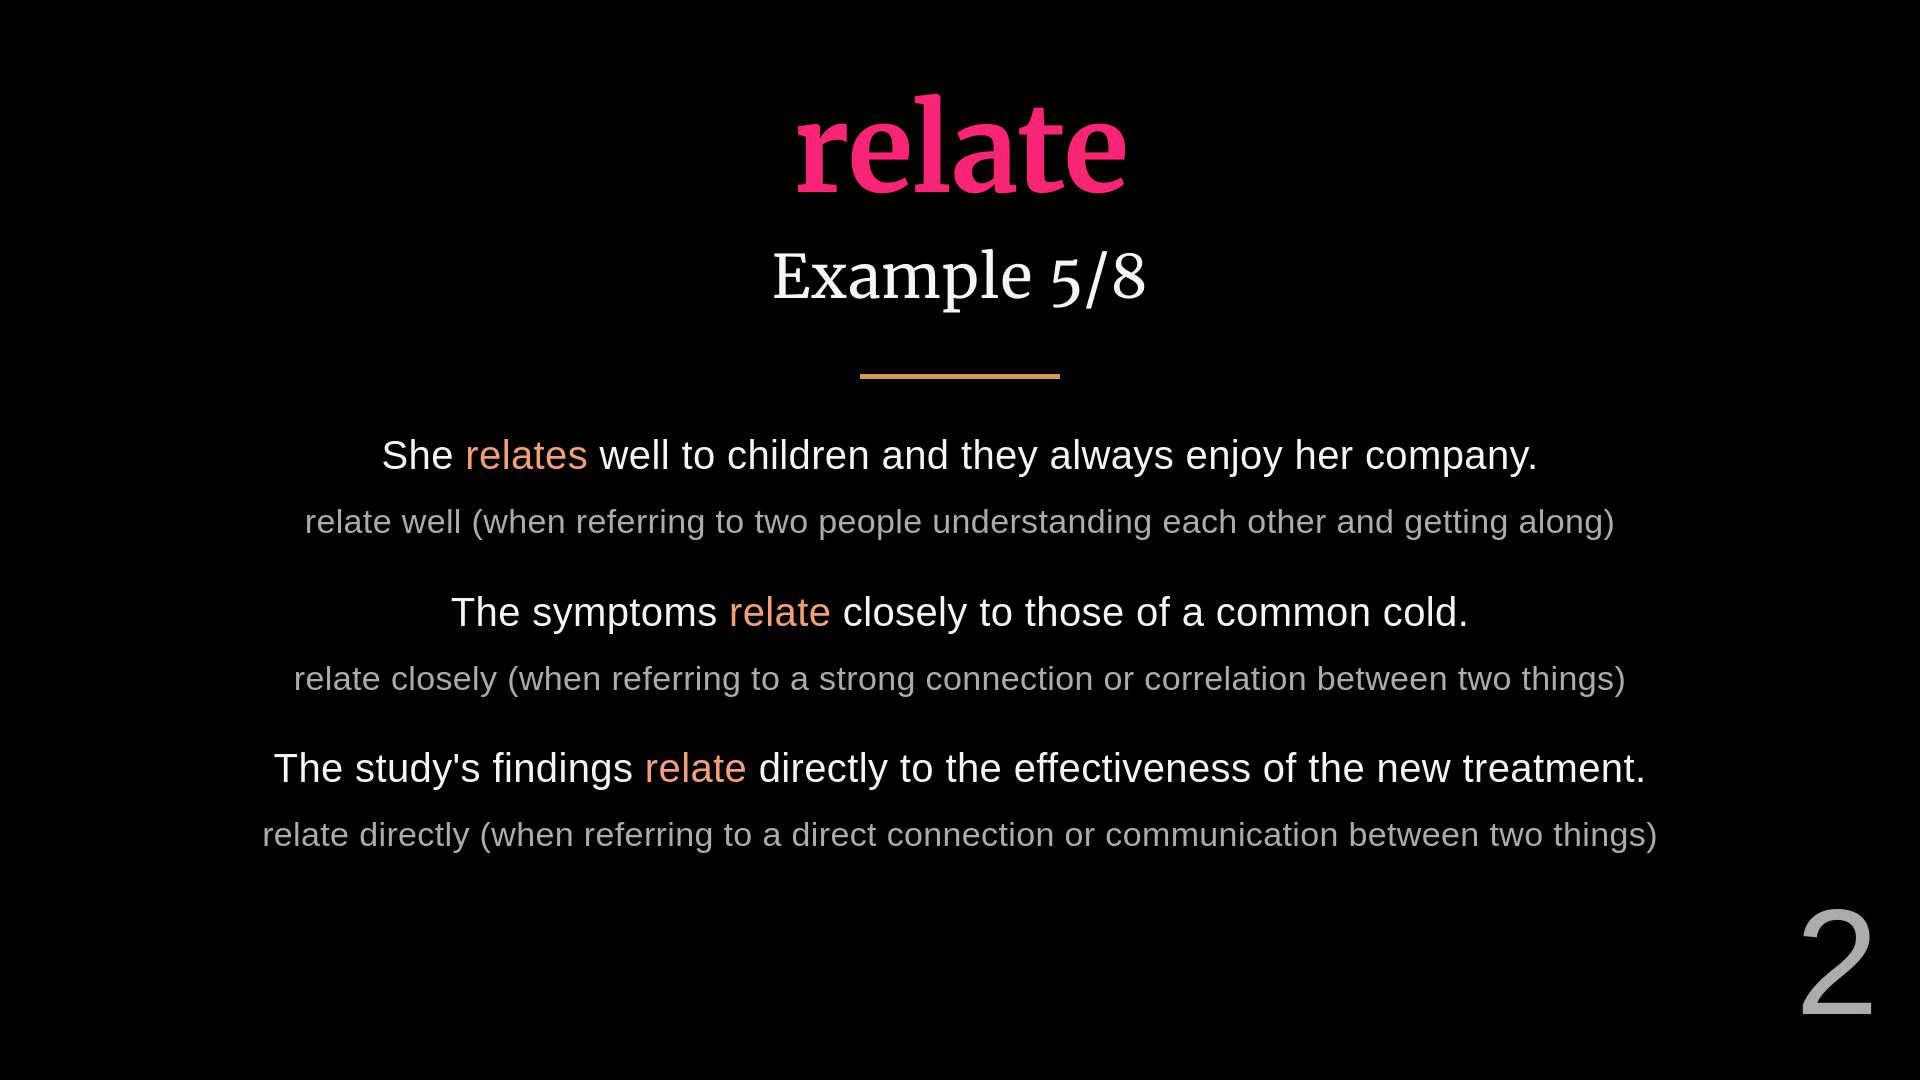 relate
Example 5/8
She relates well to children and they always enjoy her company.
relate well (when referring to two people understanding each other and getting along)
The symptoms relate closely to those of a common cold.
relate closely (when referring to a strong connection or correlation between two things)
The study's findings relate directly to the effectiveness of the new treatment.
relate directly (when referring to a direct connection or communication between two things)
2